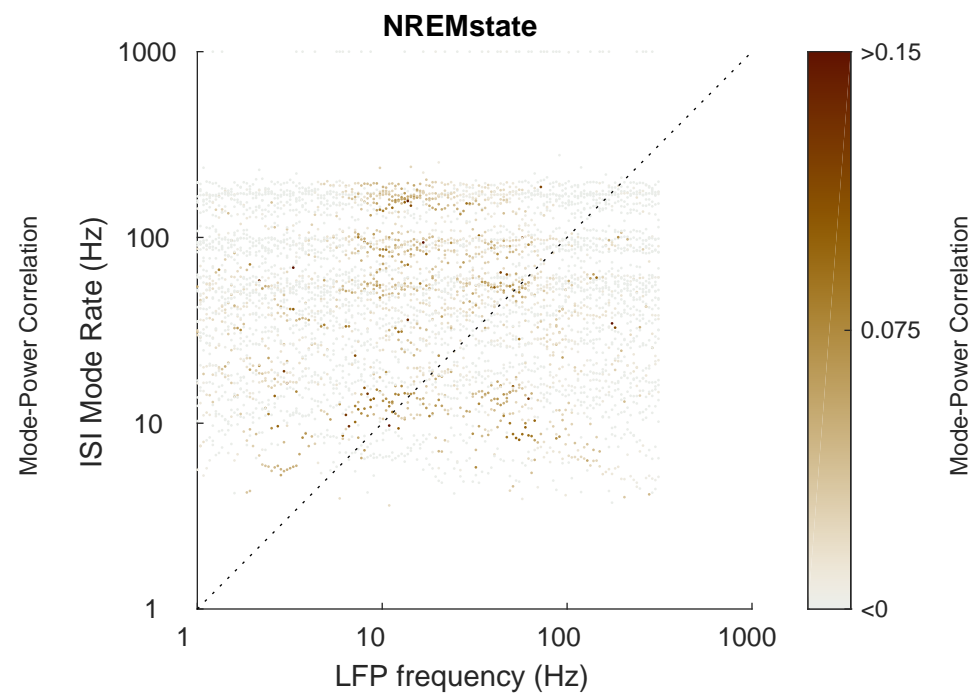 NREMstate
Mode-Power Correlation
ISI Mode Rate (Hz)
1000
100
10
1
1
10
100
1000
LFP frequency (Hz)
>0.15
0.075
<0
Mode-Power Correlation